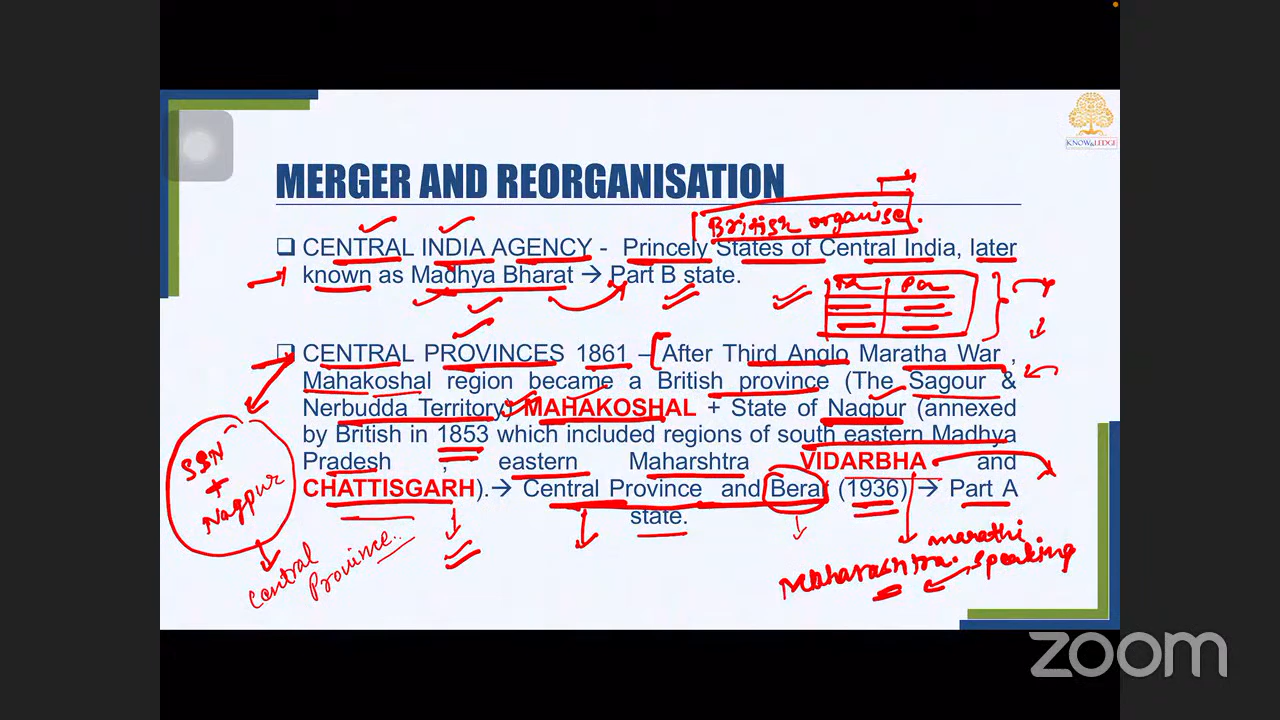 KNOW&LEDGE
MERGER AND REORGANISATION
British organise.
❑ CENTRAL INDIA AGENCY - Princely States of Central India, later
known as Madhya Bharat → Part B state.
❑ CENTRAL PROVINCES 1861 – After Third Anglo Maratha War ,
Mahakoshal region became a British province (The Sagour &
Nerbudda Territory) MAHAKOSHAL + State of Nagpur (annexed
by British in 1853 which included regions of south eastern Madhya
Pradesh , eastern Maharshtra VIDARBHA and
CHATTISGARH).→ Central Province and Berar (1936) → Part A
state.
SSN
+
Nagpur
Central
Province.
marathi
Maharashtra. speaking
zoom